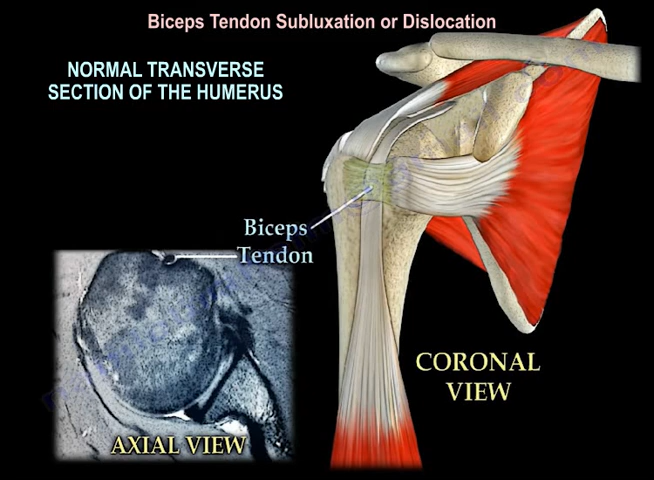 Biceps Tendon Subluxation or Dislocation
NORMAL TRANSVERSE
SECTION OF THE HUMERUS
Biceps
Tendon
CORONAL
VIEW
AXIAL VIEW